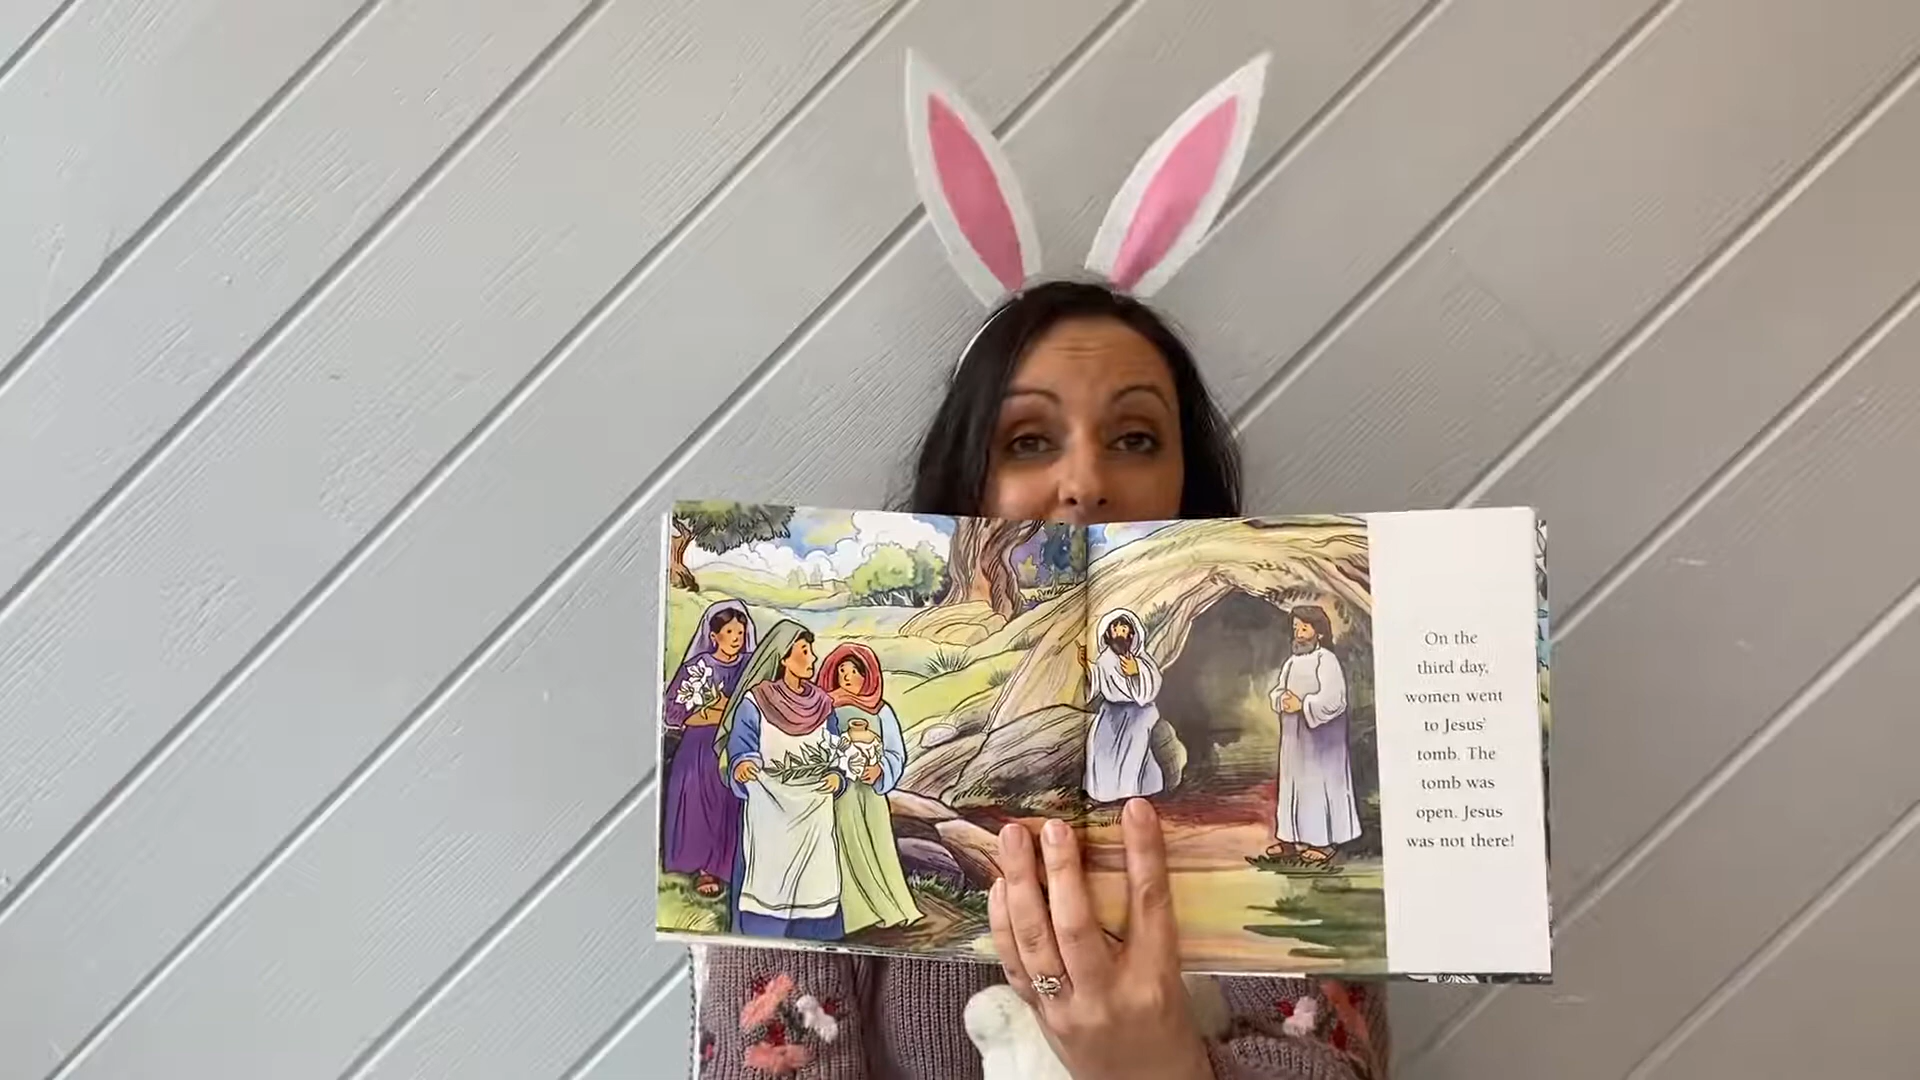 On the
third day,
women went
to Jesus'
tomb. The
tomb was
open. Jesus
was not there!